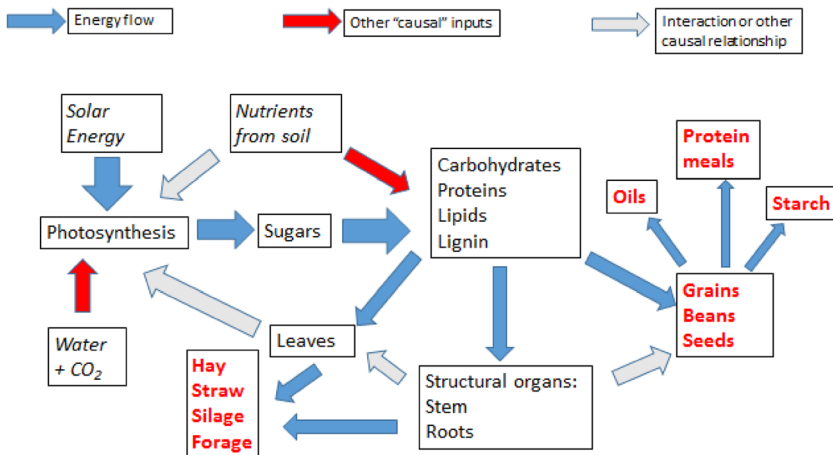 Energy flow
Other “causal” inputs
Interaction or other
causal relationship
Solar
Energy
Nutrients
from soil
Carbohydrates
Proteins
Lipids
Lignin
Protein
meals
Oils
Starch
Photosynthesis
Sugars
Grains
Beans
Seeds
Water
+ CO₂
Leaves
Hay
Straw
Silage
Forage
Structural organs:
Stem
Roots